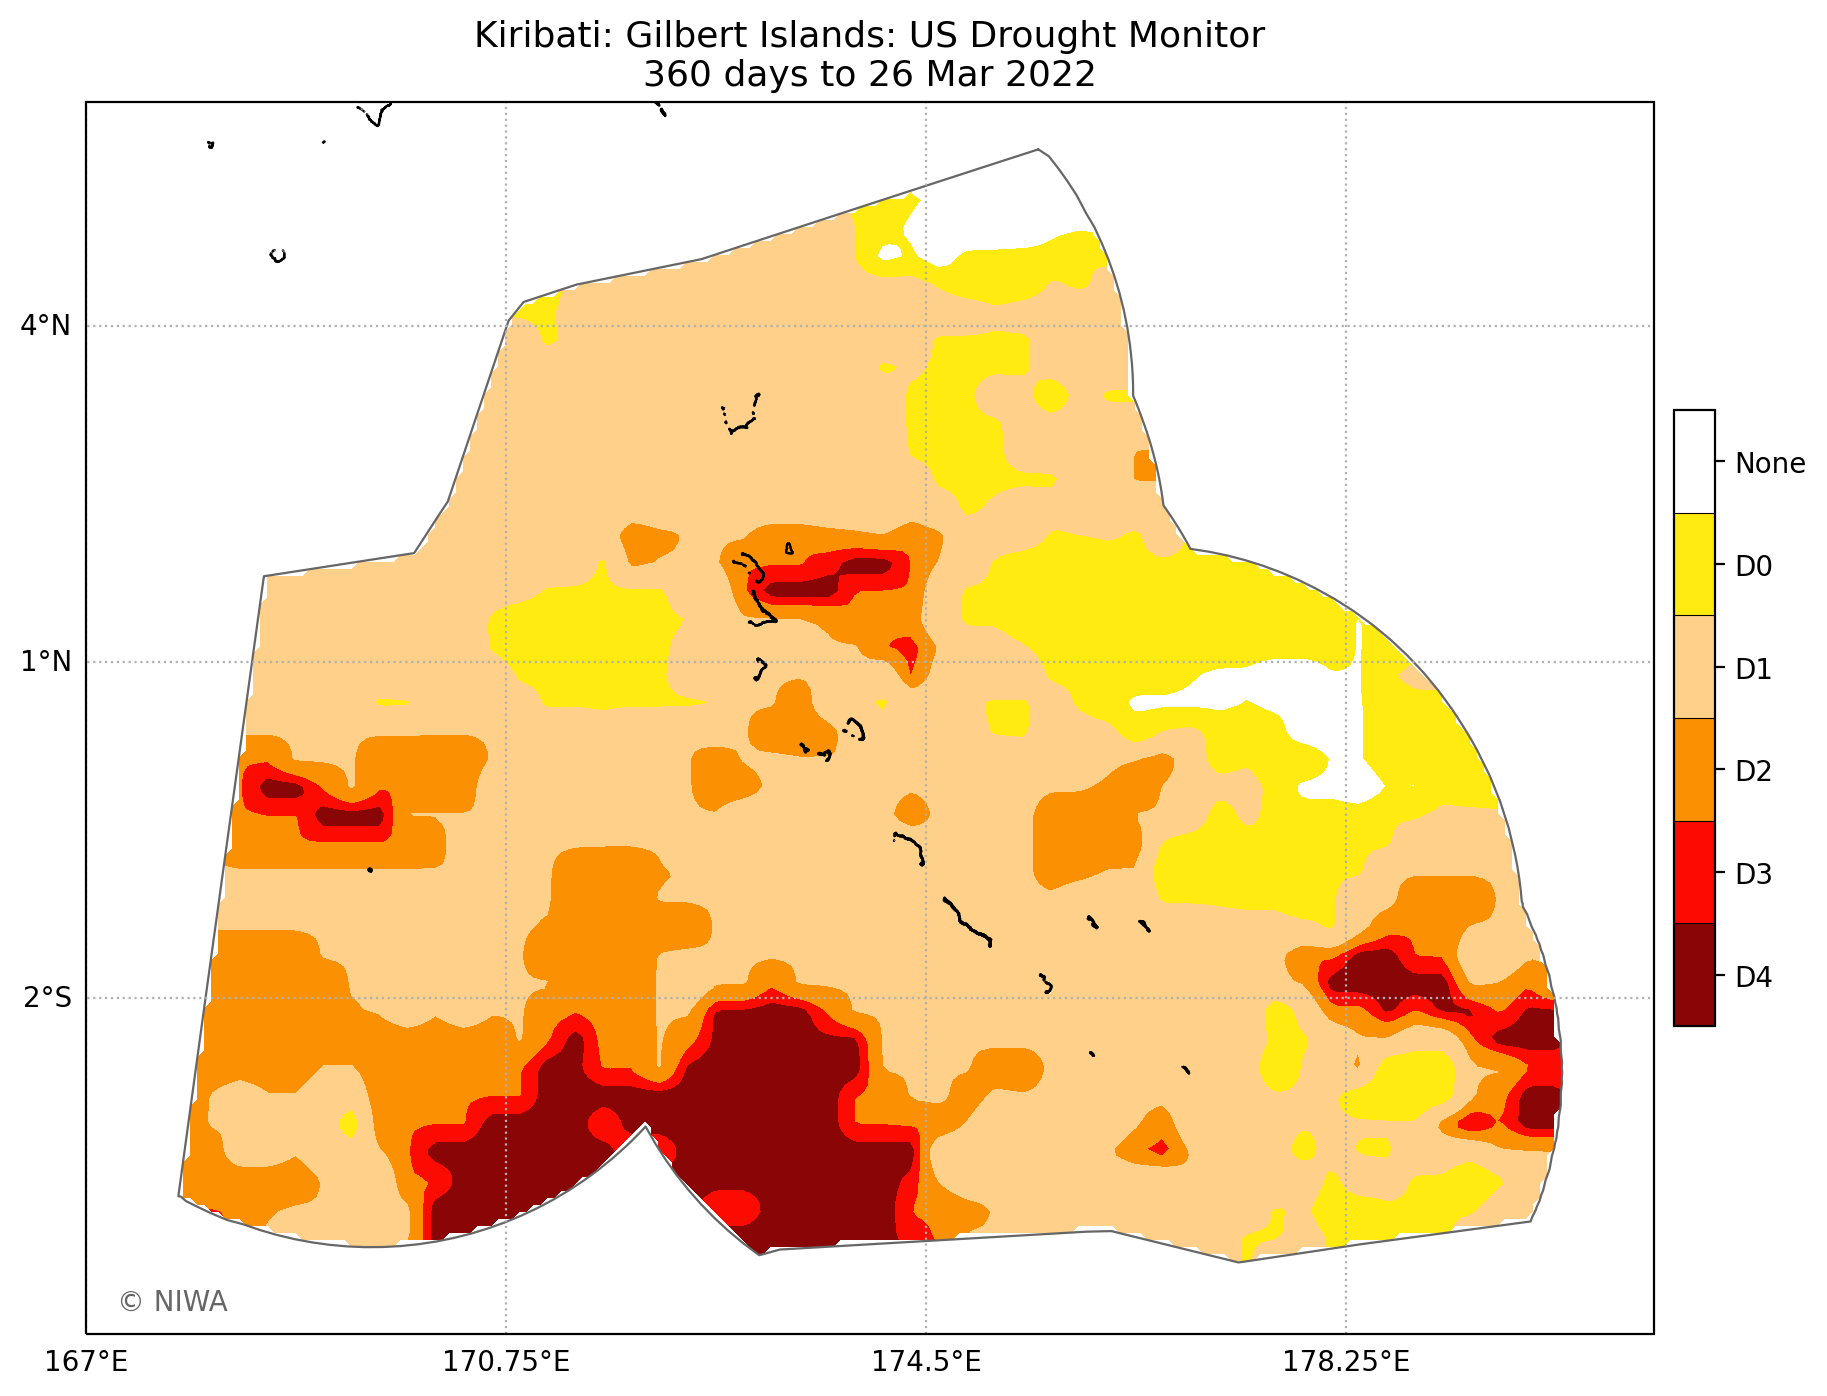 Kiribati: Gilbert Islands: US Drought Monitor
360 days to 26 Mar 2022
4°N
1°N
2°S
167°E
170.75°E
174.5°E
178.25°E
None
D0
D1
D2
D3
D4
© NIWA